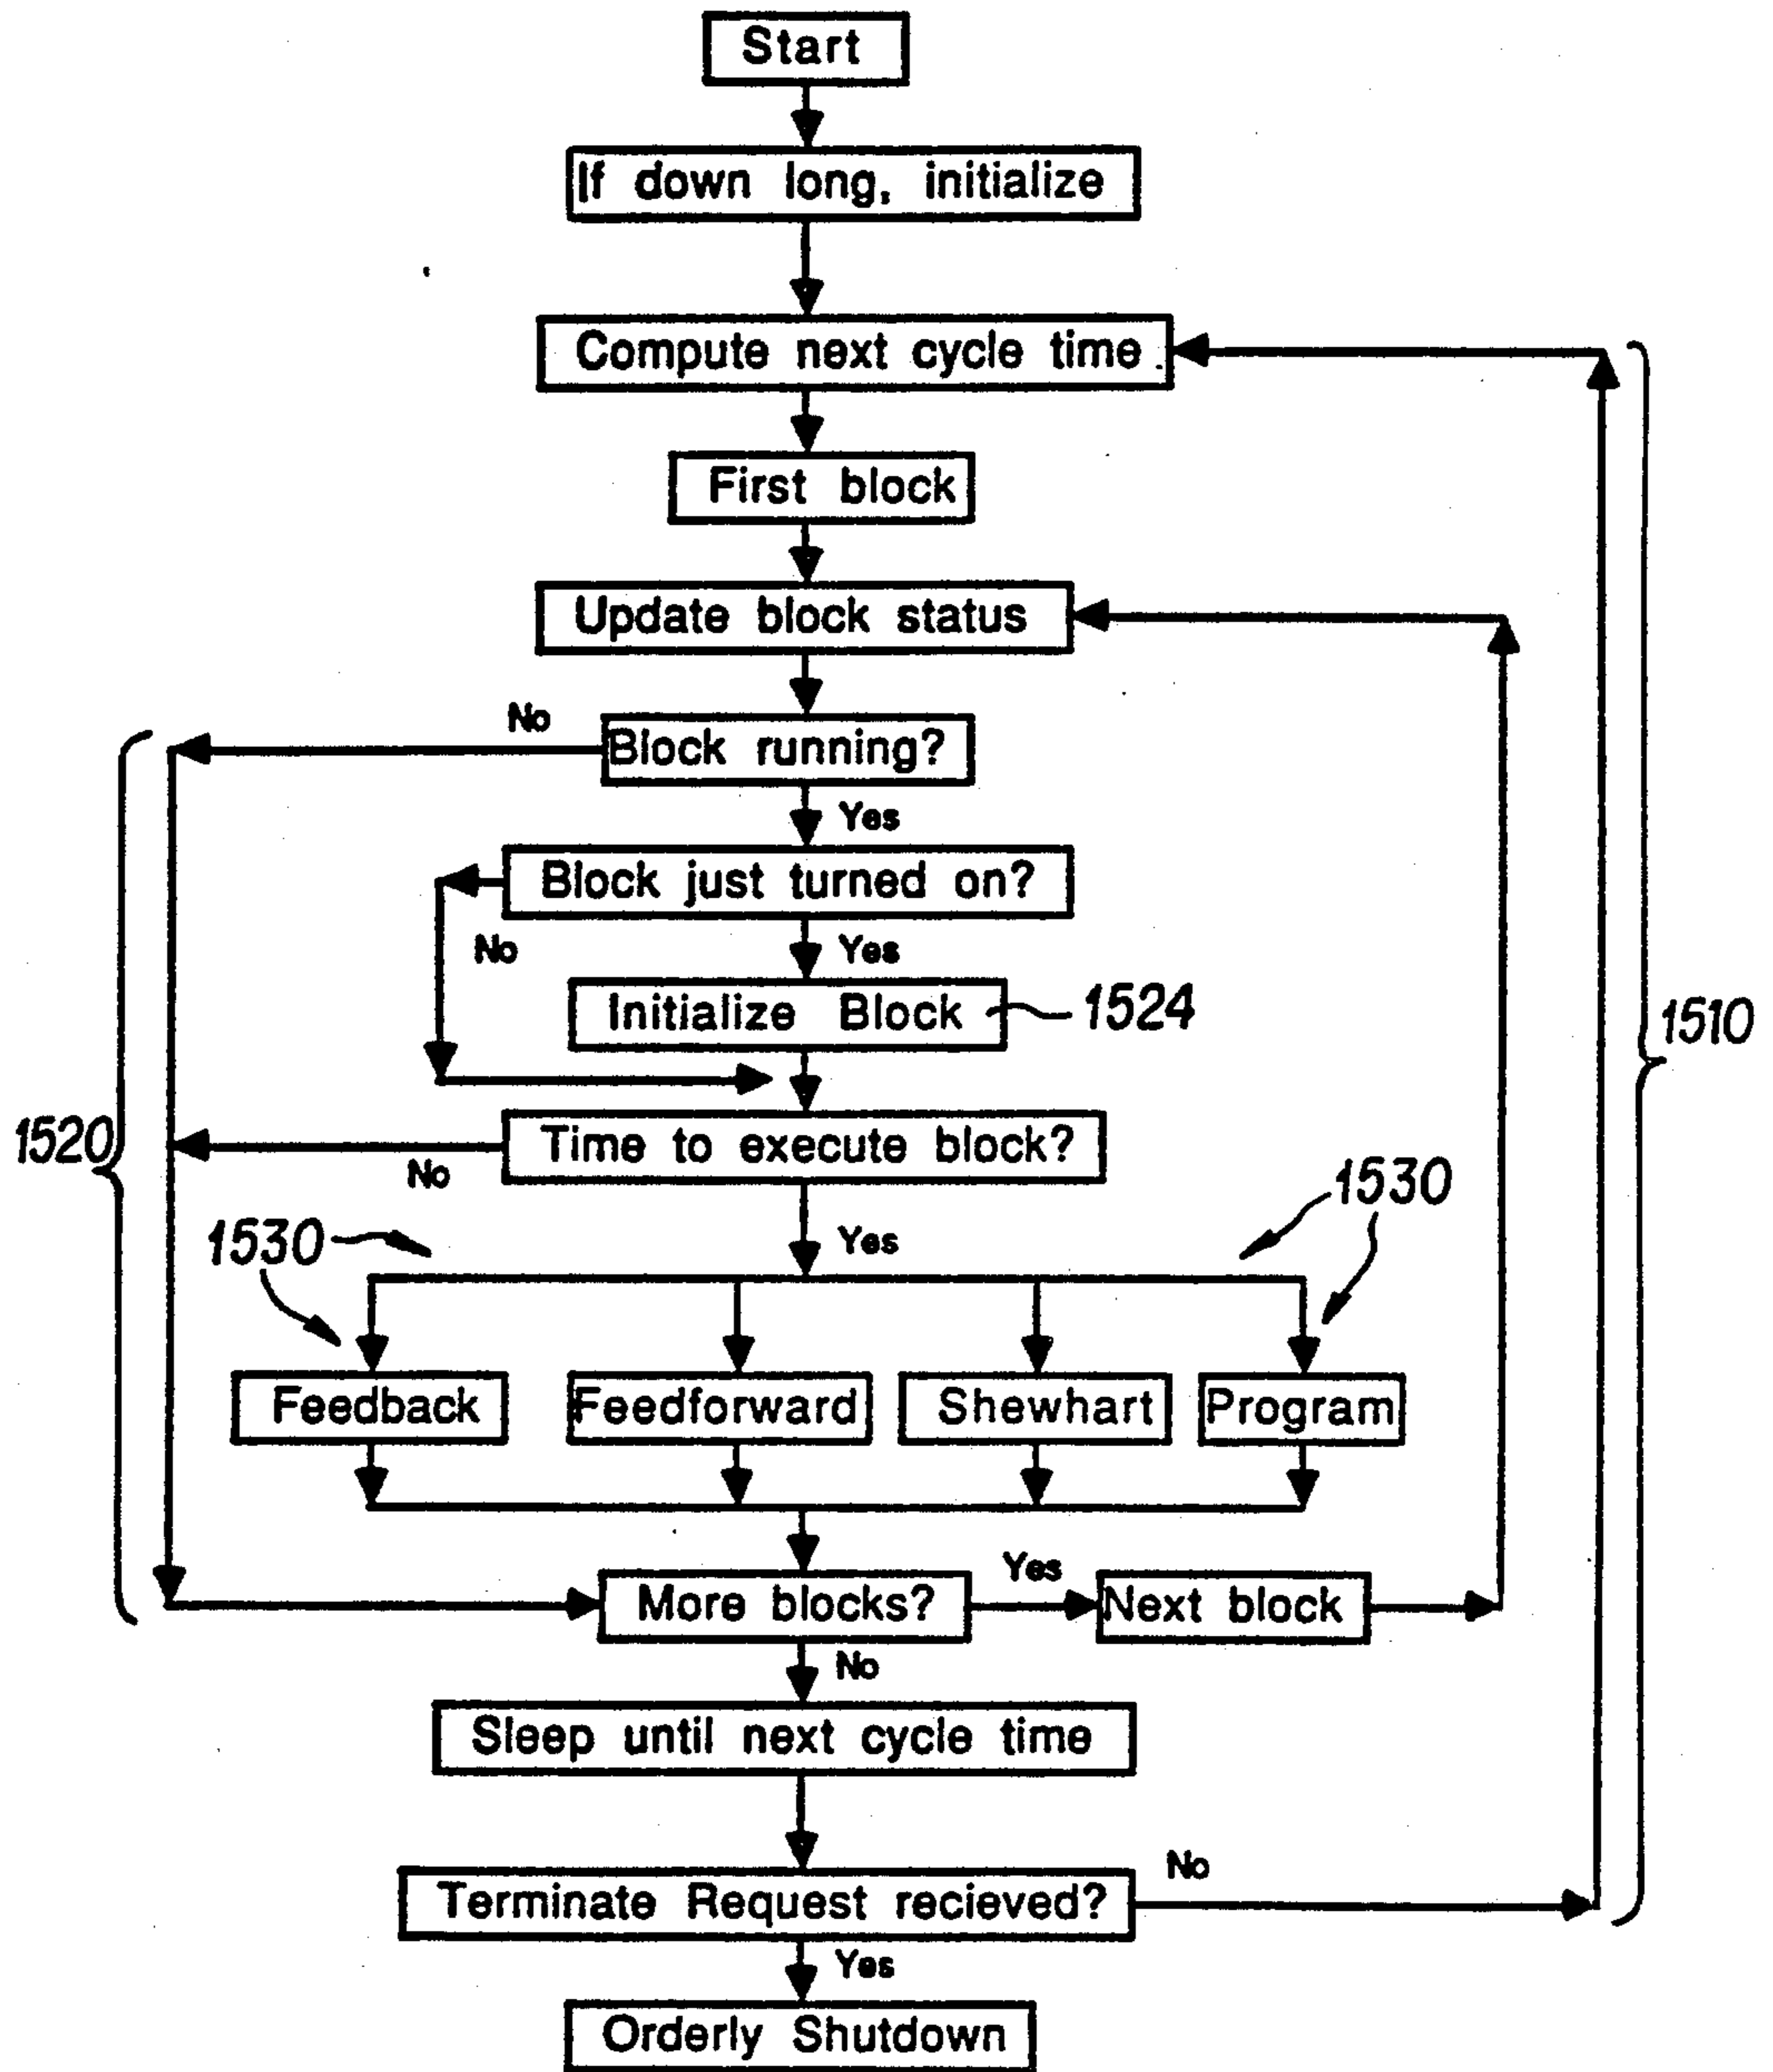 Start
If down long, initialize
Compute next cycle time
First block
Update block status
No
Block running?
Yes
Block just turned on?
No
Yes
Initialize Block
1524
1510
1520
Time to execute block?
No
1530
1530
Yes
Feedback
Feedforward
Shewhart
Program
More blocks?
Yes
Next block
No
Sleep until next cycle time
Terminate Request recieved?
No
Yes
Orderly Shutdown